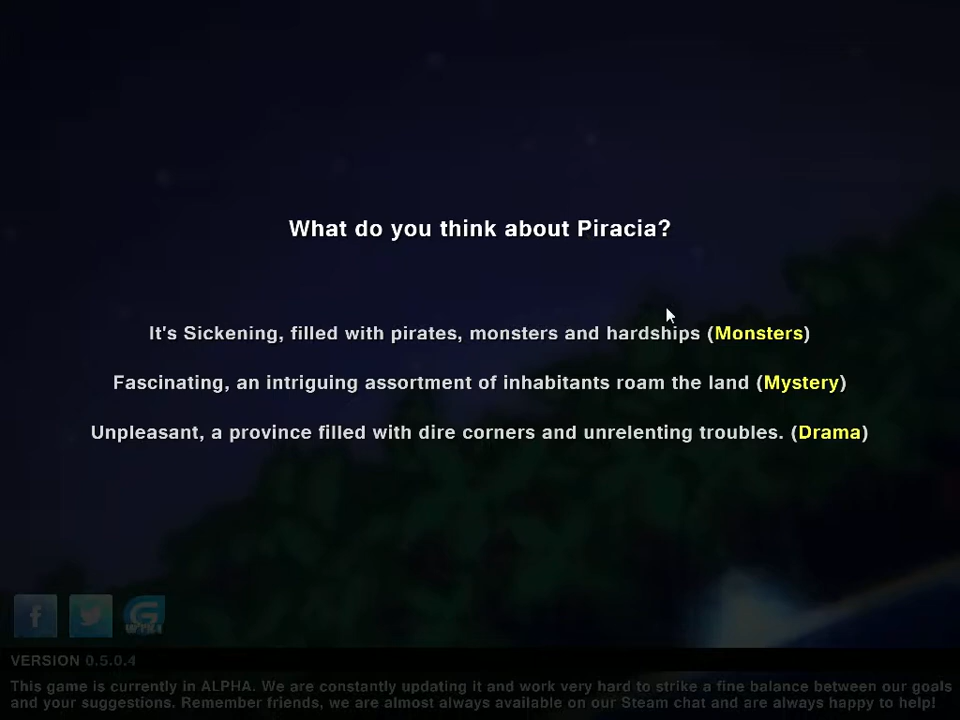 What do you think about Piracia?
It's Sickening, filled with pirates, monsters and hardships (Monsters)
Fascinating, an intriguing assortment of inhabitants roam the land (Mystery)
Unpleasant, a province filled with dire corners and unrelenting troubles. (Drama)
WIKI
VERSION 0.5.0.4
This game is currently in ALPHA. We are constantly updating it and work very hard to strike a fine balance between our goals
and your suggestions. Remember friends, we are almost always available on our Steam chat and are always happy to help!